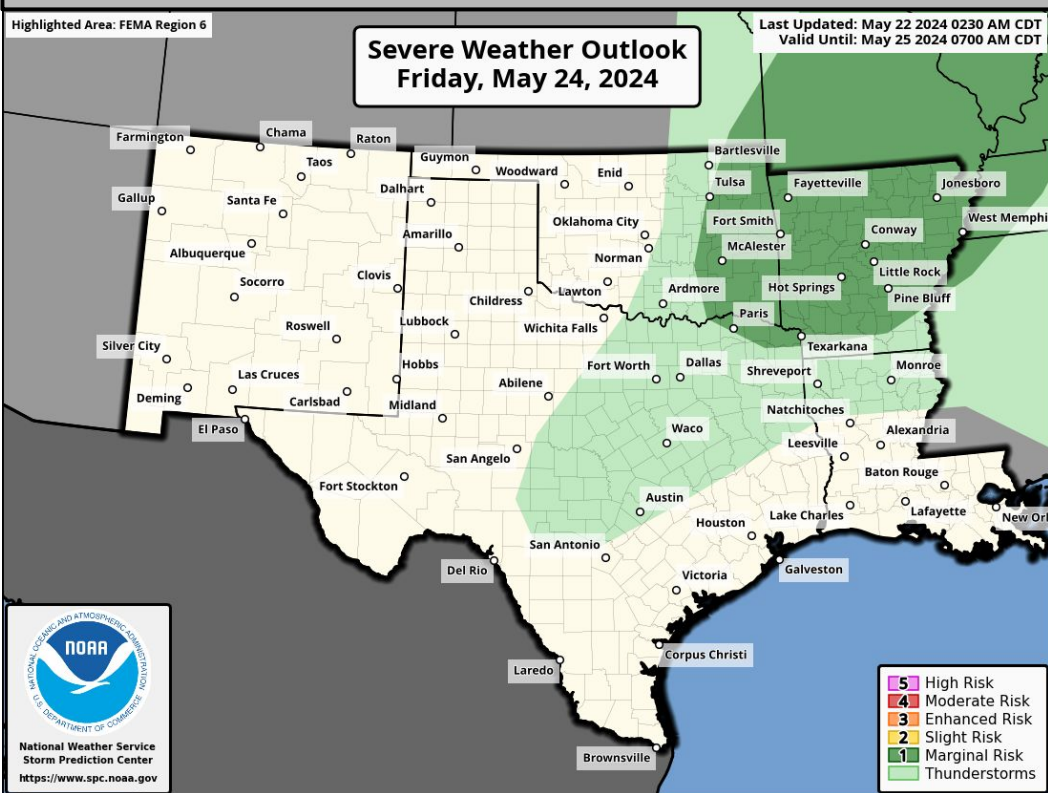 Highlighted Area: FEMA Region 6
Severe Weather Outlook
Friday, May 24, 2024
Last Updated: May 22 2024 0230 AM CDT
Valid Until: May 25 2024 0700 AM CDT
Farmington
Chama
Raton
Taos
Guymon
Woodward
Enid
Bartlesville
Tulsa
Fayetteville
Jonesboro
Gallup
Santa Fe
Dalhart
Oklahoma City
Fort Smith
West Memphi
Albuquerque
Amarillo
Norman
McAlester
Conway
Socorro
Clovis
Childress
Lawton
Ardmore
Hot Springs
Little Rock
Pine Bluff
Roswell
Lubbock
Wichita Falls
Paris
Texarkana
Silver City
Las Cruces
Hobbs
Abilene
Fort Worth
Dallas
Shreveport
Monroe
Deming
Carlsbad
Midland
Natchitoches
El Paso
Waco
Leesville
Alexandria
San Angelo
Fort Stockton
Baton Rouge
Austin
Houston
Lake Charles
Lafayette
New Orl
San Antonio
Del Rio
Victoria
Galveston
Laredo
Corpus Christi
Brownsville
NATIONAL OCEANIC AND ATMOSPHERIC ADMINISTRATION
NOAA
U.S. DEPARTMENT OF COMMERCE
National Weather Service
Storm Prediction Center
https://www.spc.noaa.gov
5 High Risk
4 Moderate Risk
3 Enhanced Risk
2 Slight Risk
1 Marginal Risk
Thunderstorms